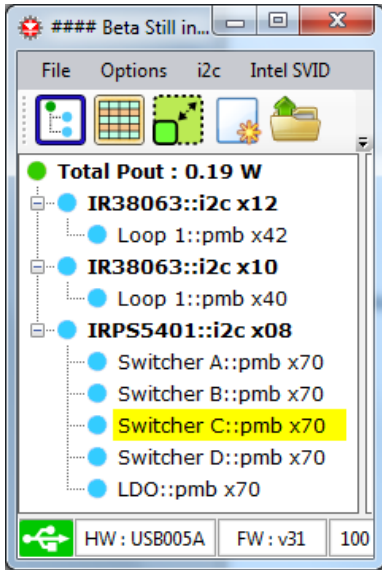 #### Beta Still in...
File Options i2c Intel SVID
Total Pout : 0.19 W
IR38063::i2c x12
Loop 1::pmb x42
IR38063::i2c x10
Loop 1::pmb x40
IRPS5401::i2c x08
Switcher A::pmb x70
Switcher B::pmb x70
Switcher C::pmb x70
Switcher D::pmb x70
LDO::pmb x70
HW : USB005A FW : v31 100